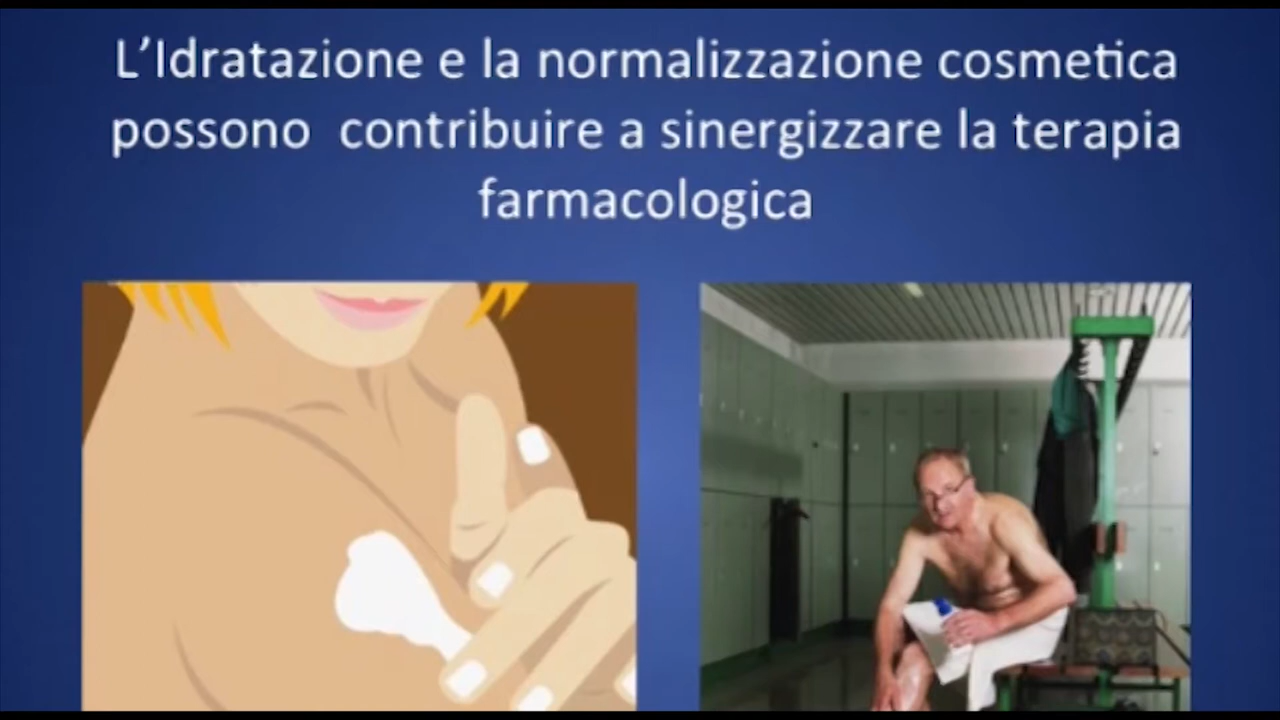 L’Idratazione e la normalizzazione cosmetica
possono contribuire a sinergizzare la terapia
farmacologica